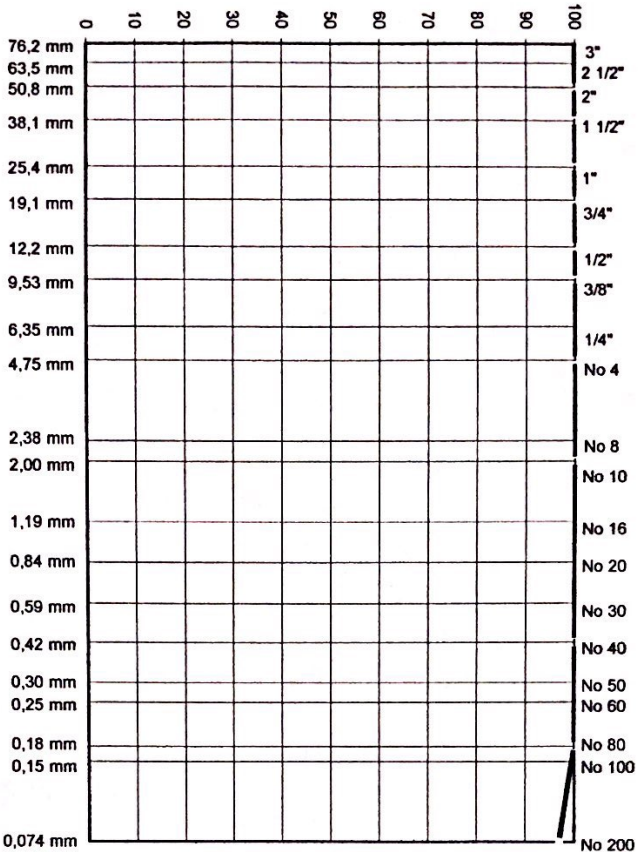 0 10 20 30 40 50 60 70 80 90 100
76,2 mm 3"
63,5 mm 2 1/2"
50,8 mm 2"
38,1 mm 1 1/2"
25,4 mm 1"
19,1 mm 3/4"
12,2 mm 1/2"
9,53 mm 3/8"
6,35 mm 1/4"
4,75 mm No 4
2,38 mm No 8
2,00 mm No 10
1,19 mm No 16
0,84 mm No 20
0,59 mm No 30
0,42 mm No 40
0,30 mm No 50
0,25 mm No 60
0,18 mm No 80
0,15 mm No 100
0,074 mm No 200